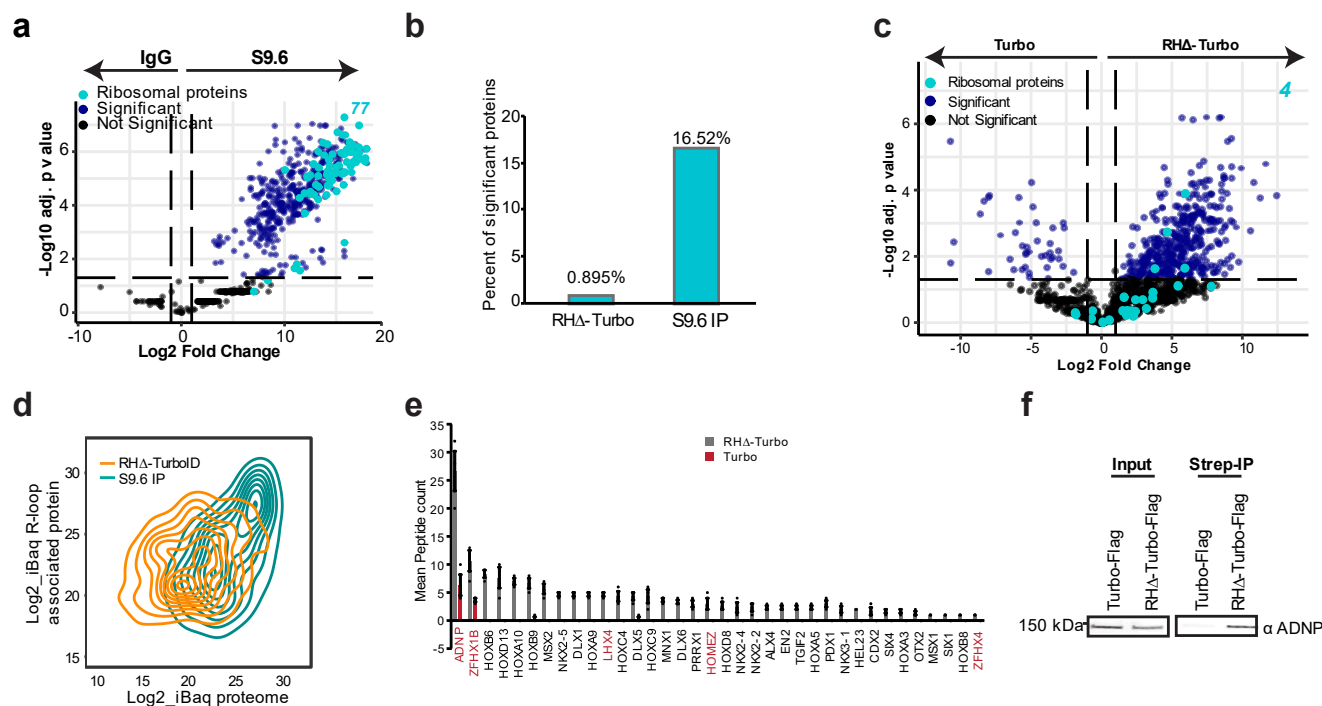 a
IgG
S9.6
Ribosomal proteins
Significant
Not Significant
77
-Log10 adj. p v alue
6
4
2
0
-10
0
10
20
Log2 Fold Change
b
Percent of significant proteins
20
15
10
5
0
0.895%
16.52%
RHΔ-Turbo
S9.6 IP
c
Turbo
RHΔ-Turbo
Ribosomal proteins
Significant
Not Significant
4
-Log10 adj. p value
6
4
2
0
-10
-5
0
5
10
Log2 Fold Change
d
RHΔ-TurboID
S9.6 IP
Log2_iBaq R-loop
associated protein
30
25
20
15
10
15
20
25
30
Log2_iBaq proteome
e
Mean Peptide count
35
30
25
20
15
10
5
0
-5
RHΔ-Turbo
Turbo
ADNP
ZFHX1B
HOXB6
HOXD13
HOXA10
HOXB9
MSX2
NKX2-5
DLX1
HOXA9
LHX4
HOXC4
DLX5
HOXC9
MNX1
DLX6
PRRX1
HOMEZ
HOXD8
NKX2-4
NKX2-2
ALX4
EN2
TGIF2
HOXA5
PDX1
NKX3-1
HEL23
CDX2
SIX4
HOXA3
OTX2
MSX1
SIX1
HOXB8
ZFHX4
f
Input
Strep-IP
Turbo-Flag
RHΔ-Turbo-Flag
Turbo-Flag
RHΔ-Turbo-Flag
150 kDa
α ADNP